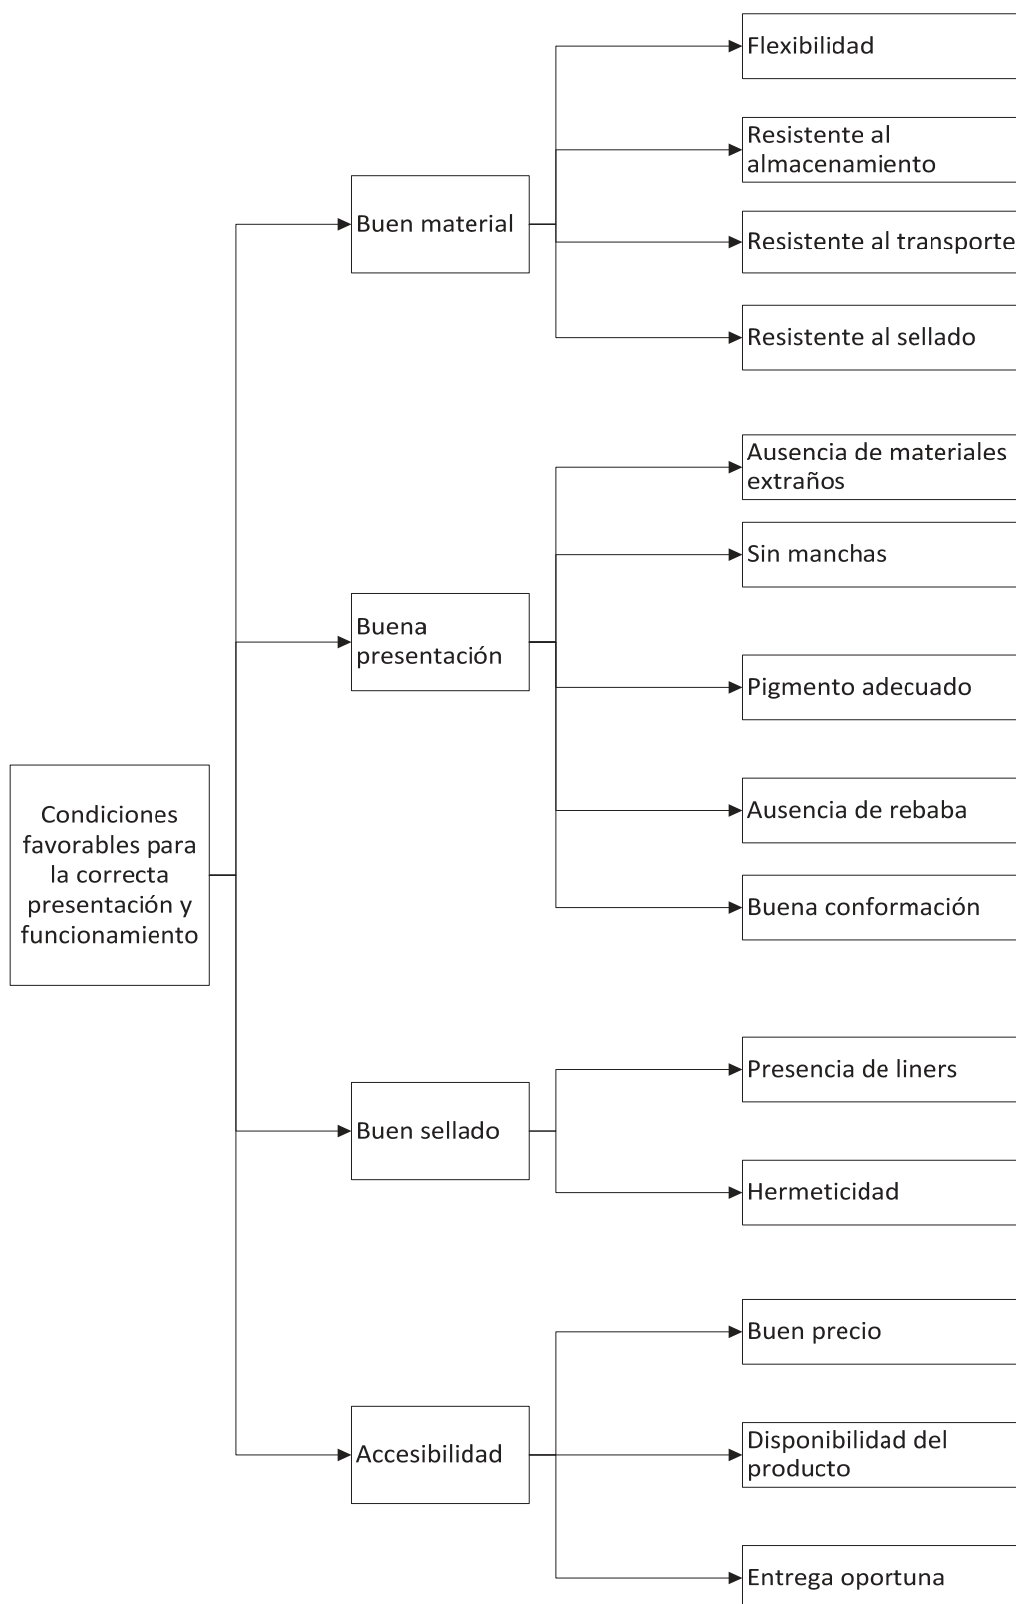 Flexibilidad
Resistente al
almacenamiento
Buen material
Resistente al transporte
Resistente al sellado
Ausencia de materiales
extraños
Sin manchas
Buena
presentación
Pigmento adecuado
Ausencia de rebaba
Buena conformación
Condiciones
favorables para
la correcta
presentación y
funcionamiento
Presencia de liners
Buen sellado
Hermeticidad
Buen precio
Accesibilidad
Disponibilidad del
producto
Entrega oportuna